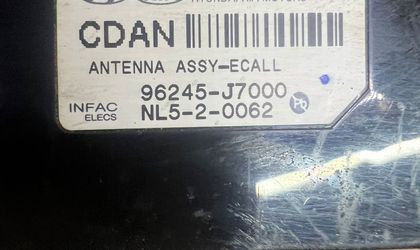 CDAN
ANTENNA ASSY-ECALL
96245-J7000
INFAC
ELECS
NL5-2-0062
Pb